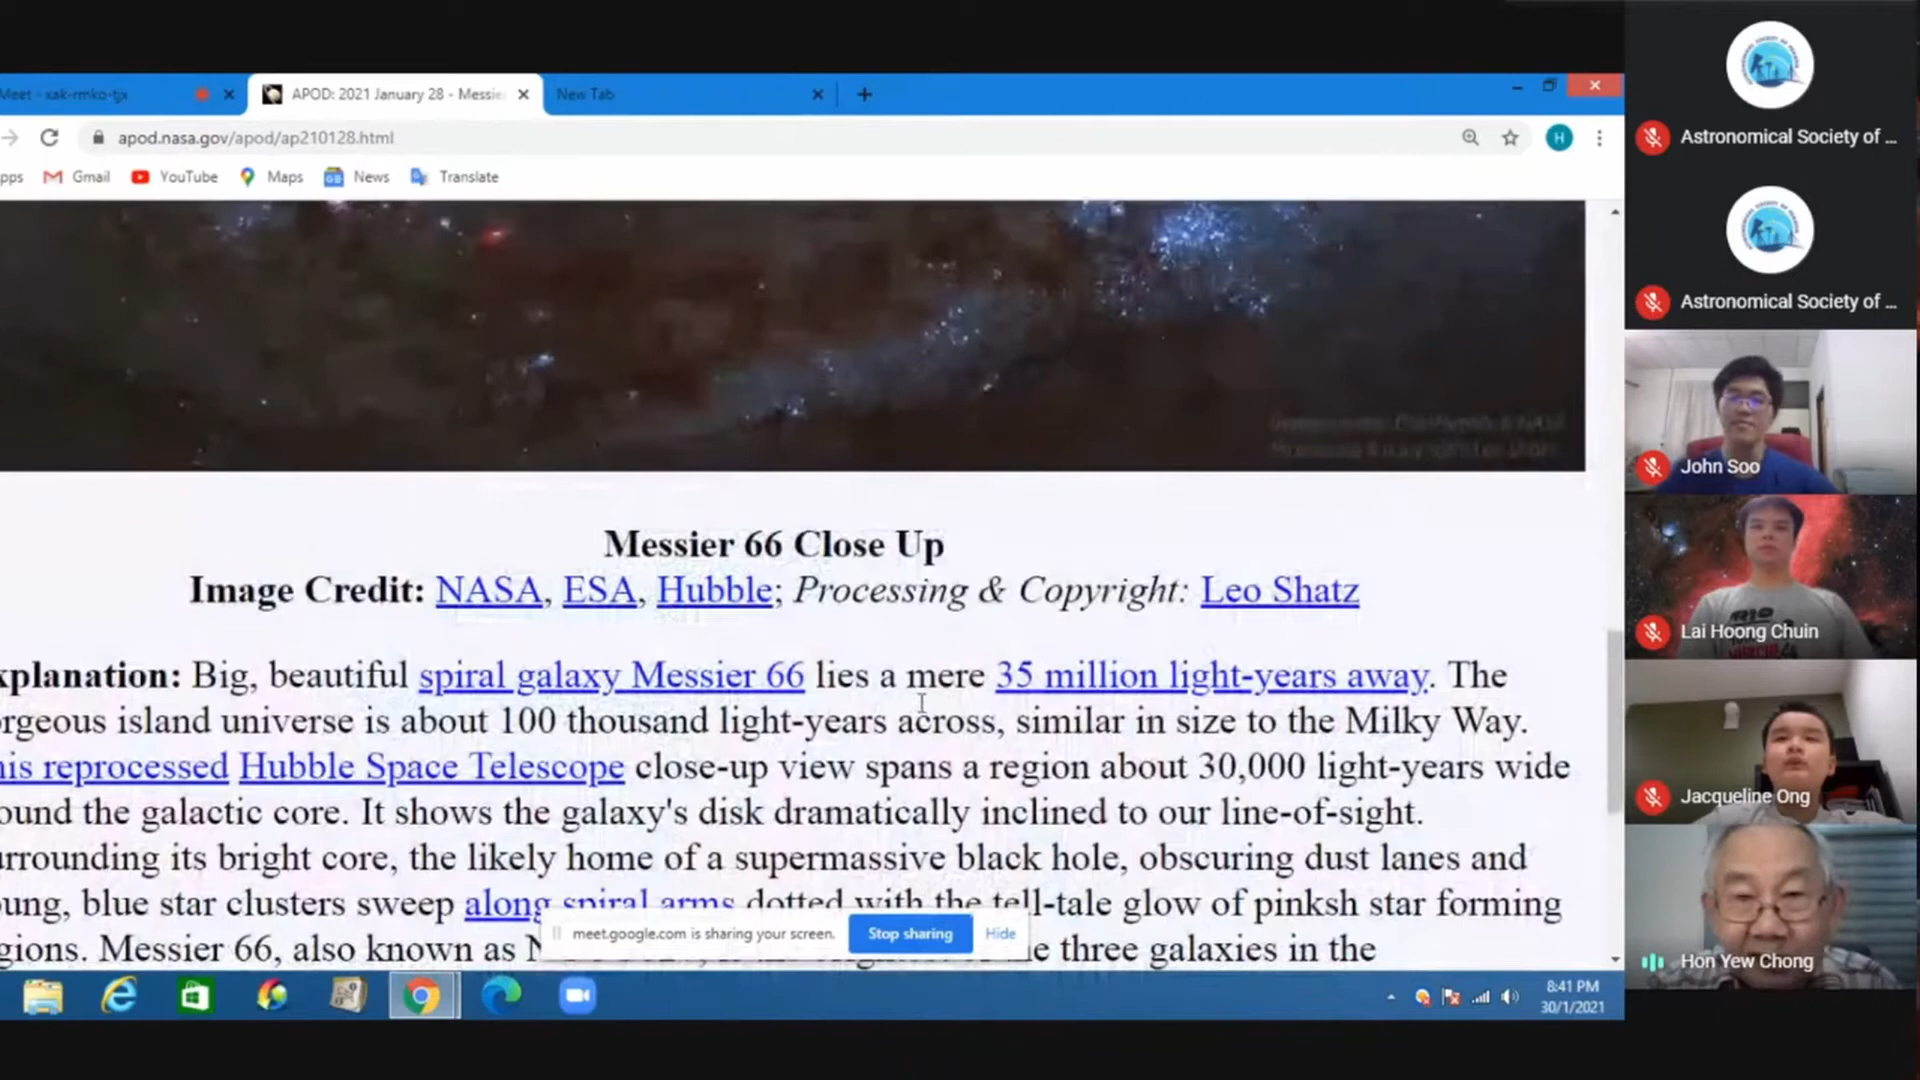 Meet - xak-rmko-tjx
APOD: 2021 January 28 - Messie
New Tab
apod.nasa.gov/apod/ap210128.html
H
pps
Gmail
YouTube
Maps
News
Translate
Messier 66 Close Up
Image Credit: NASA, ESA, Hubble; Processing & Copyright: Leo Shatz
xplanation: Big, beautiful spiral galaxy Messier 66 lies a mere 35 million light-years away. The
orgeous island universe is about 100 thousand light-years across, similar in size to the Milky Way.
his reprocessed Hubble Space Telescope close-up view spans a region about 30,000 light-years wide
ound the galactic core. It shows the galaxy's disk dramatically inclined to our line-of-sight.
urrounding its bright core, the likely home of a supermassive black hole, obscuring dust lanes and
oung, blue star clusters sweep along spiral arms dotted with the tell-tale glow of pinksh star forming
gions. Messier 66, also known as N
e three galaxies in the
meet.google.com is sharing your screen.
Stop sharing
Hide
8:41 PM
30/1/2021
Astronomical Society of ...
Astronomical Society of ...
John Soo
Lai Hoong Chuin
Jacqueline Ong
Hon Yew Chong